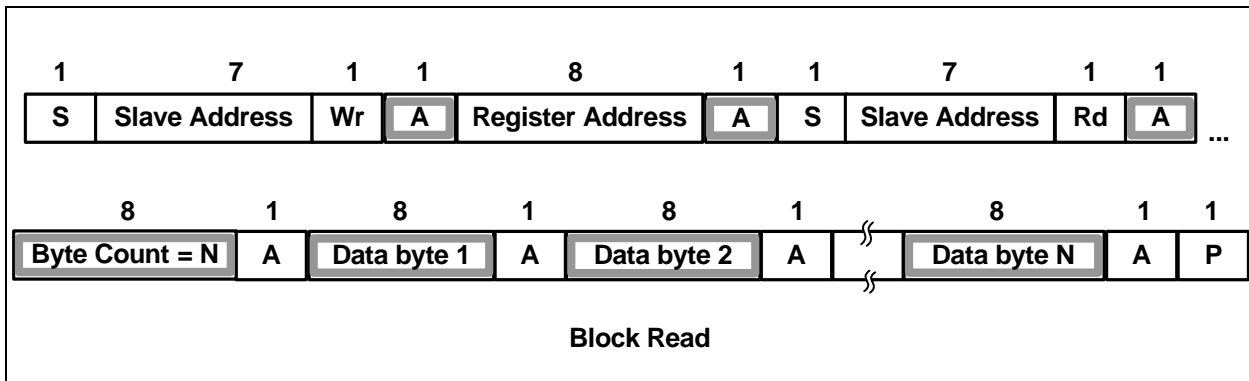 1 7 1 1 8 1 1 7 1 1
S Slave Address Wr A Register Address A S Slave Address Rd A ...
8 1 8 1 8 1 8 1 1
Byte Count = N A Data byte 1 A Data byte 2 A Data byte N A P
Block Read